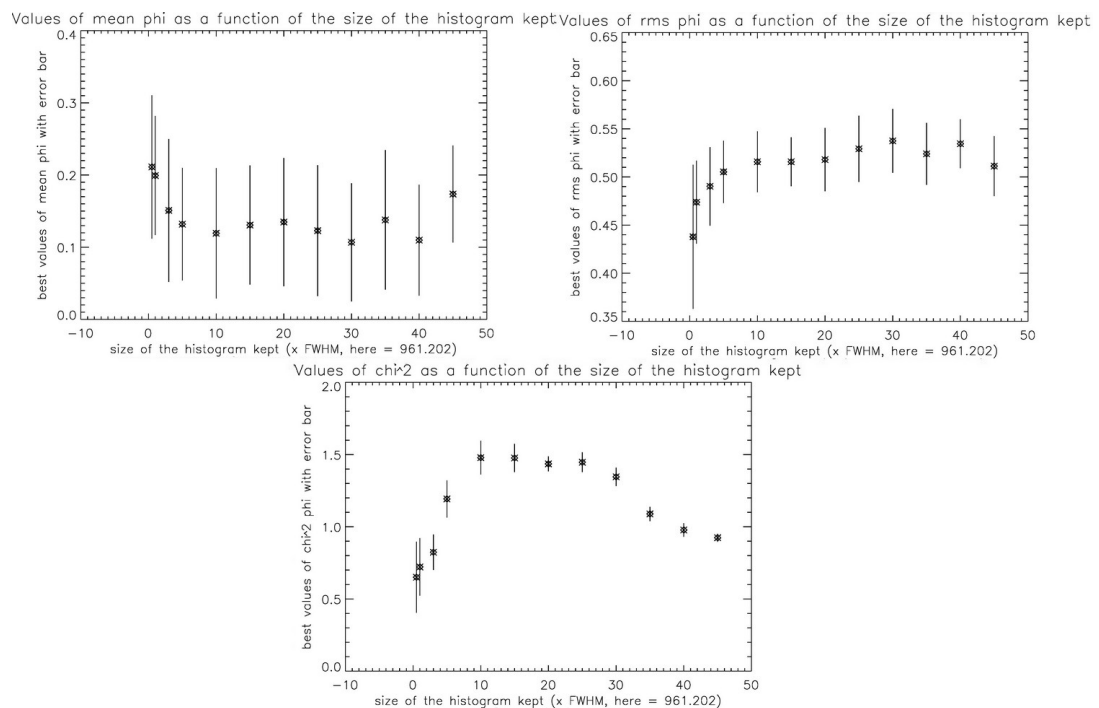 Values of mean phi as a function of the size of the histogram kept
0.4
0.3
0.2
0.1
0.0
best values of mean phi with error bar
-10 0 10 20 30 40 50
size of the histogram kept (x FWHM, here = 961.202)
Values of rms phi as a function of the size of the histogram kept
0.65
0.60
0.55
0.50
0.45
0.40
0.35
best values of rms phi with error bar
-10 0 10 20 30 40 50
size of the histogram kept (x FWHM, here = 961.202)
Values of chi^2 as a function of the size of the histogram kept
2.0
1.5
1.0
0.5
0.0
best values of chi^2 phi with error bar
-10 0 10 20 30 40 50
size of the histogram kept (x FWHM, here = 961.202)